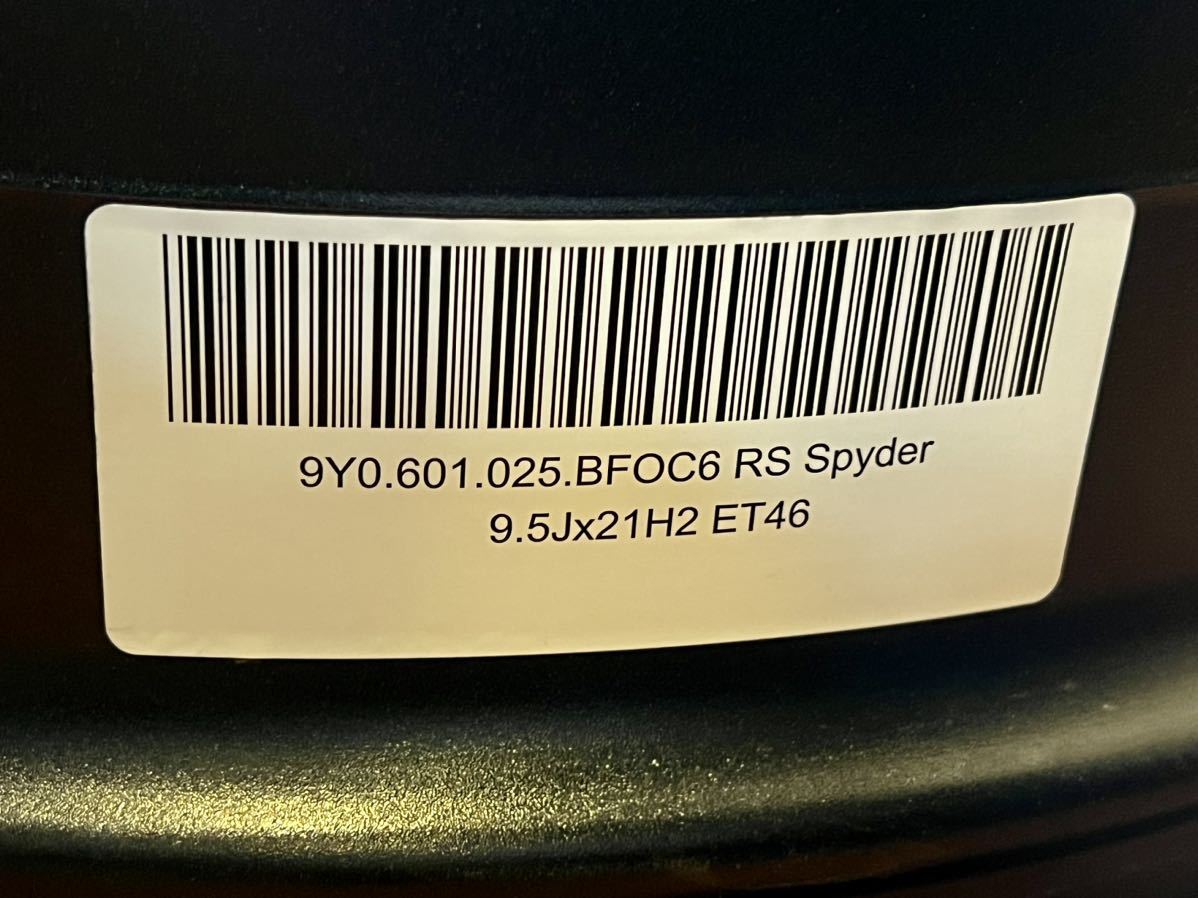 9Y0.601.025.BFOC6 RS Spyder
9.5Jx21H2 ET46